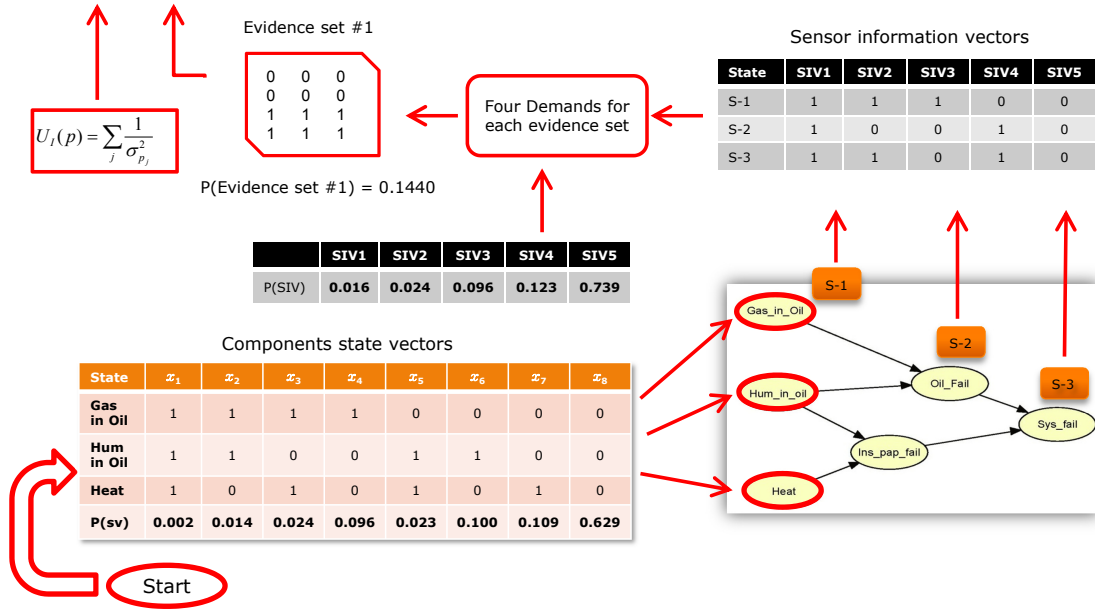 Evidence set #1
0 0 0
0 0 0
1 1 1
1 1 1
P(Evidence set #1) = 0.1440
U_I(p) = ∑_j 1/σ²_{p_j}
Four Demands for
each evidence set
Sensor information vectors
State SIV1 SIV2 SIV3 SIV4 SIV5
S-1 1 1 1 0 0
S-2 1 0 0 1 0
S-3 1 1 0 1 0
SIV1 SIV2 SIV3 SIV4 SIV5
P(SIV) 0.016 0.024 0.096 0.123 0.739
Components state vectors
State x₁ x₂ x₃ x₄ x₅ x₆ x₇ x₈
Gas
in Oil 1 1 1 1 0 0 0 0
Hum
in Oil 1 1 0 0 1 1 0 0
Heat 1 0 1 0 1 0 1 0
P(sv) 0.002 0.014 0.024 0.096 0.023 0.100 0.109 0.629
S-1
Gas_in_Oil
S-2
Oil_Fail
S-3
Hum_in_oil
Sys_fail
Ins_pap_fail
Heat
Start